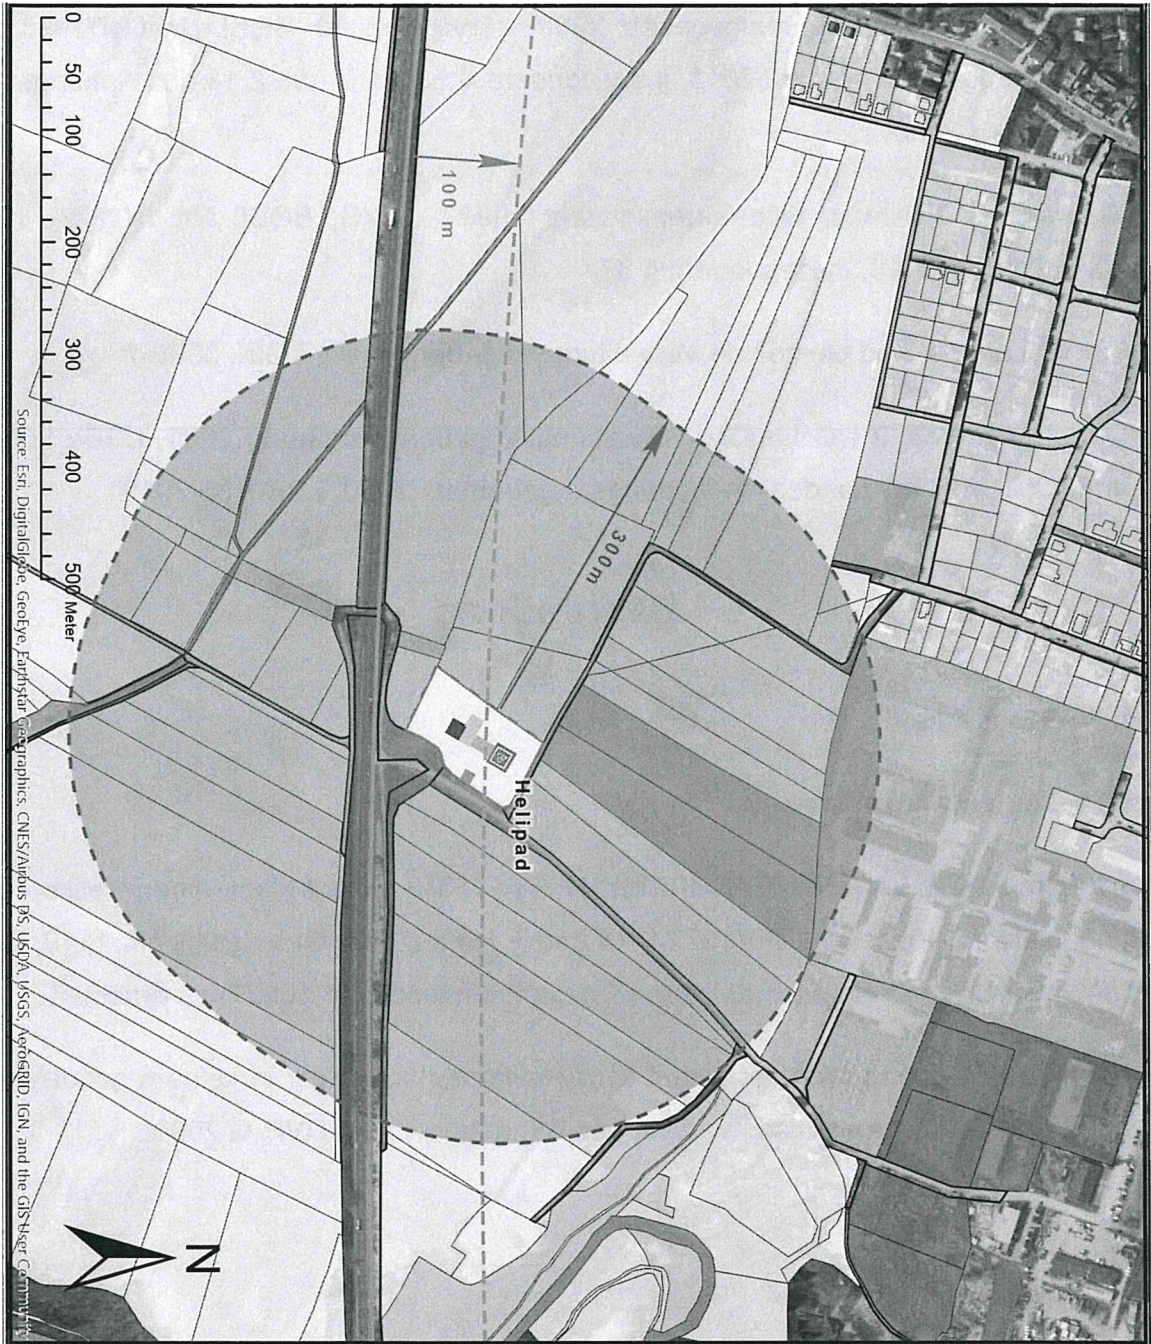 100 m
300m
Helipad
N
0 50 100 200 300 400 500 Meter
Source: Esri, DigitalGlobe, GeoEye, Earthstar Geographics, CNES/Airbus DS, USDA, USGS, AeroGRID, IGN, and the GIS User Community